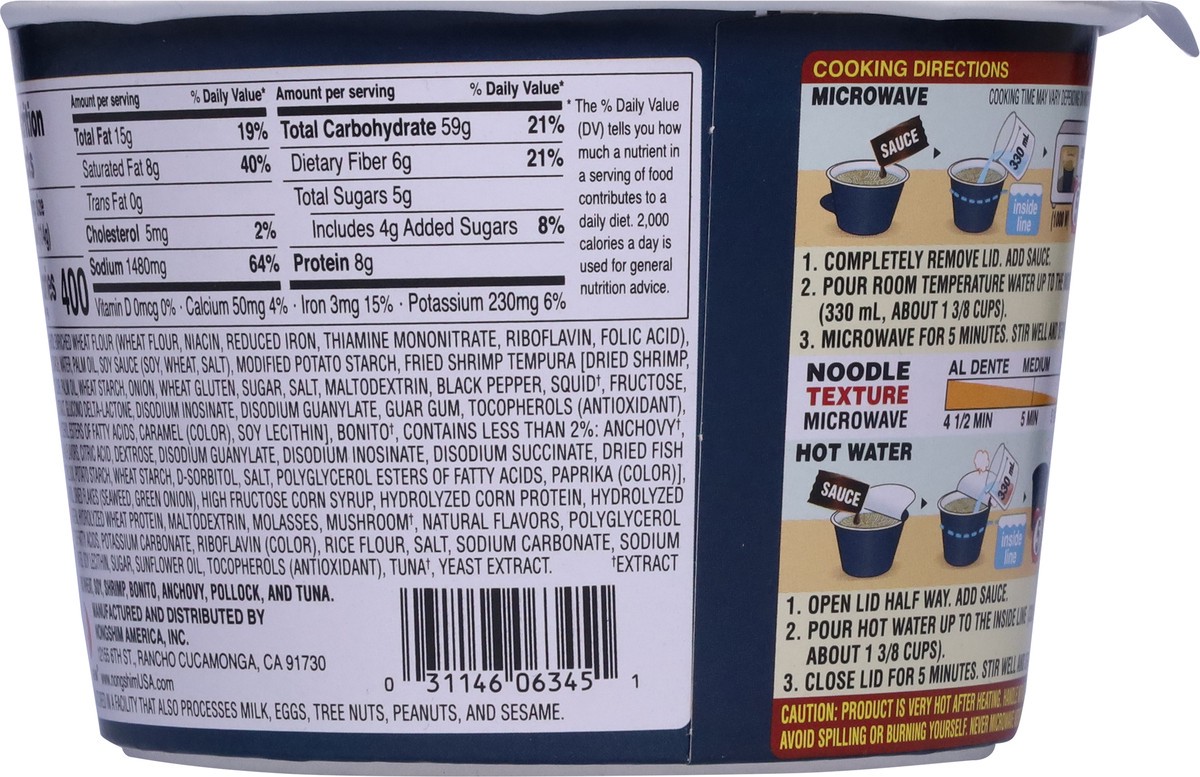 Amount per serving % Daily Value*
Total Fat 15g 19%
Saturated Fat 8g 40%
Trans Fat 0g
Cholesterol 5mg 2%
Sodium 1480mg 64%
400
Amount per serving % Daily Value*
Total Carbohydrate 59g 21%
Dietary Fiber 6g 21%
Total Sugars 5g
Includes 4g Added Sugars 8%
Protein 8g
Vitamin D 0mcg 0% · Calcium 50mg 4% · Iron 3mg 15% · Potassium 230mg 6%
* The % Daily Value
(DV) tells you how
much a nutrient in
a serving of food
contributes to a
daily diet. 2,000
calories a day is
used for general
nutrition advice.
WHEAT FLOUR (WHEAT FLOUR, NIACIN, REDUCED IRON, THIAMINE MONONITRATE, RIBOFLAVIN, FOLIC ACID),
PALM OIL, SOY SAUCE (SOY, WHEAT, SALT), MODIFIED POTATO STARCH, FRIED SHRIMP TEMPURA [DRIED SHRIMP,
WHEAT STARCH, ONION, WHEAT GLUTEN, SUGAR, SALT, MALTODEXTRIN, BLACK PEPPER, SQUID†, FRUCTOSE,
DELTA-LACTONE, DISODIUM INOSINATE, DISODIUM GUANYLATE, GUAR GUM, TOCOPHEROLS (ANTIOXIDANT),
ESTERS OF FATTY ACIDS, CARAMEL (COLOR), SOY LECITHIN], BONITO†, CONTAINS LESS THAN 2%: ANCHOVY†,
CITRIC ACID, DEXTROSE, DISODIUM GUANYLATE, DISODIUM INOSINATE, DISODIUM SUCCINATE, DRIED FISH
STARCH, WHEAT STARCH, D-SORBITOL, SALT, POLYGLYCEROL ESTERS OF FATTY ACIDS, PAPRIKA (COLOR)],
FLAKES (SEAWEED, GREEN ONION), HIGH FRUCTOSE CORN SYRUP, HYDROLYZED CORN PROTEIN, HYDROLYZED
WHEAT PROTEIN, MALTODEXTRIN, MOLASSES, MUSHROOM†, NATURAL FLAVORS, POLYGLYCEROL
ACIDS, POTASSIUM CARBONATE, RIBOFLAVIN (COLOR), RICE FLOUR, SALT, SODIUM CARBONATE, SODIUM
SOY LECITHIN, SUGAR, SUNFLOWER OIL, TOCOPHEROLS (ANTIOXIDANT), TUNA†, YEAST EXTRACT. †EXTRACT
SOY, SHRIMP, BONITO, ANCHOVY, POLLOCK, AND TUNA.
MANUFACTURED AND DISTRIBUTED BY
NONGSHIM AMERICA, INC.
6TH ST., RANCHO CUCAMONGA, CA 91730
www.nongshimUSA.com
IN A FACILITY THAT ALSO PROCESSES MILK, EGGS, TREE NUTS, PEANUTS, AND SESAME.
0 31146 06345 1
COOKING DIRECTIONS
MICROWAVE COOKING TIME MAY VARY
SAUCE
330 mL
inside
line
1. COMPLETELY REMOVE LID. ADD SAUCE.
2. POUR ROOM TEMPERATURE WATER UP TO THE
(330 mL, ABOUT 1 3/8 CUPS).
3. MICROWAVE FOR 5 MINUTES. STIR WELL AND
NOODLE
TEXTURE
MICROWAVE
AL DENTE MEDIUM
4 1/2 MIN 5 MIN
HOT WATER
SAUCE
330 mL
inside
line
1. OPEN LID HALF WAY. ADD SAUCE.
2. POUR HOT WATER UP TO THE INSIDE LINE
ABOUT 1 3/8 CUPS).
3. CLOSE LID FOR 5 MINUTES. STIR WELL
CAUTION: PRODUCT IS VERY HOT AFTER HEATING.
AVOID SPILLING OR BURNING YOURSELF. NEVER